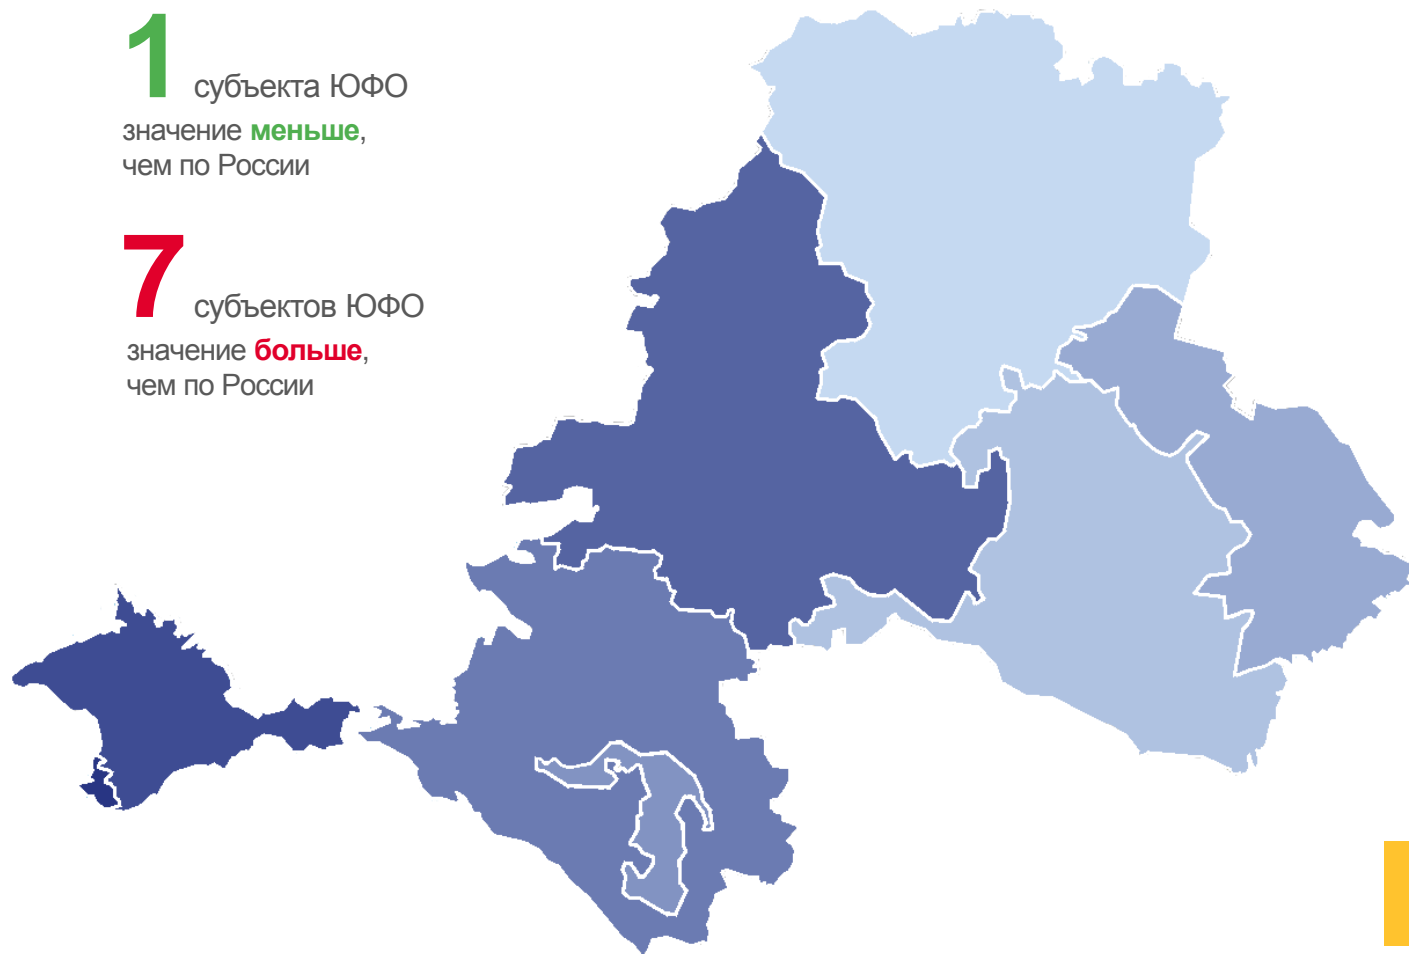 1 субъекта ЮФО
значение меньше,
чем по России
7 субъектов ЮФО
значение больше,
чем по России